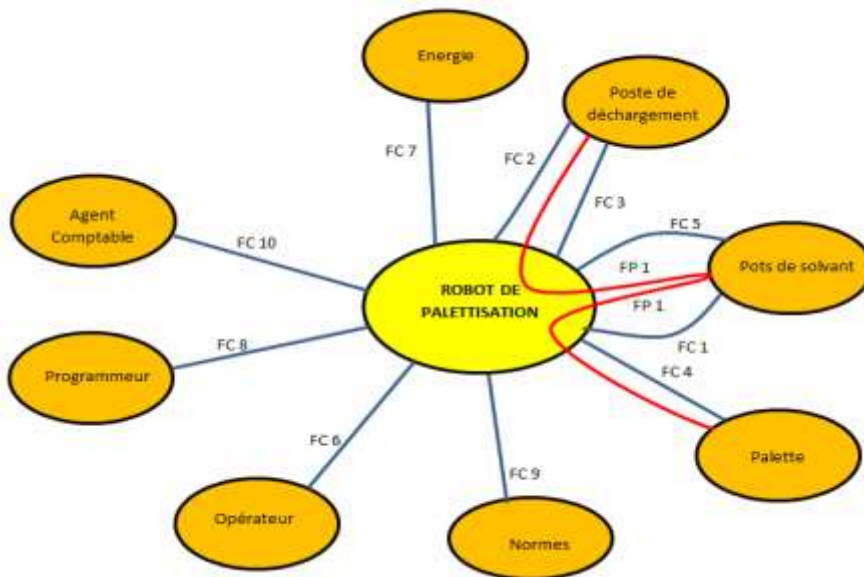 Energie
Poste de
déchargement
FC 7
FC 2
FC 3
Agent
Comptable
FC 10
FC 5
Pots de solvant
FP 1
ROBOT DE
PALETTISATION
FP 1
FC 1
FC 8
Programmeur
FC 4
FC 6
Palette
FC 9
Opérateur
Normes